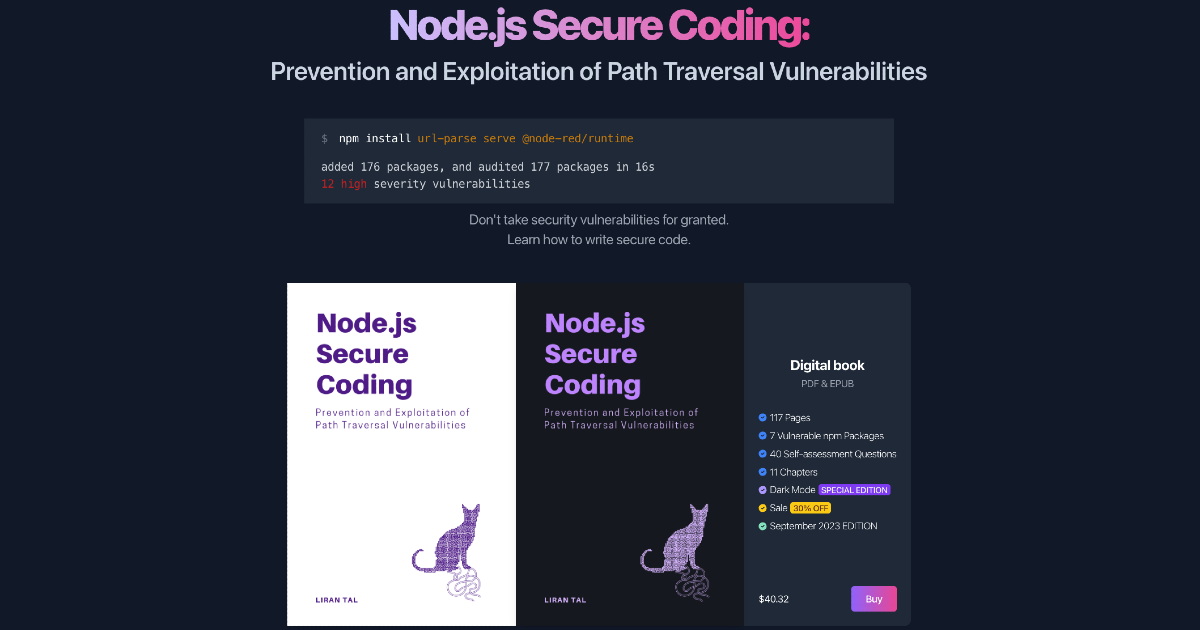 Node.js Secure Coding:
Prevention and Exploitation of Path Traversal Vulnerabilities
$ npm install url-parse serve @node-red/runtime
added 176 packages, and audited 177 packages in 16s
12 high severity vulnerabilities
Don't take security vulnerabilities for granted.
Learn how to write secure code.
Node.js
Secure
Coding
Prevention and Exploitation of
Path Traversal Vulnerabilities
LIRAN TAL
Node.js
Secure
Coding
Prevention and Exploitation of
Path Traversal Vulnerabilities
LIRAN TAL
Digital book
PDF & EPUB
117 Pages
7 Vulnerable npm Packages
40 Self-assessment Questions
11 Chapters
Dark Mode SPECIAL EDITION
Sale 30% OFF
September 2023 EDITION
$40.32 Buy